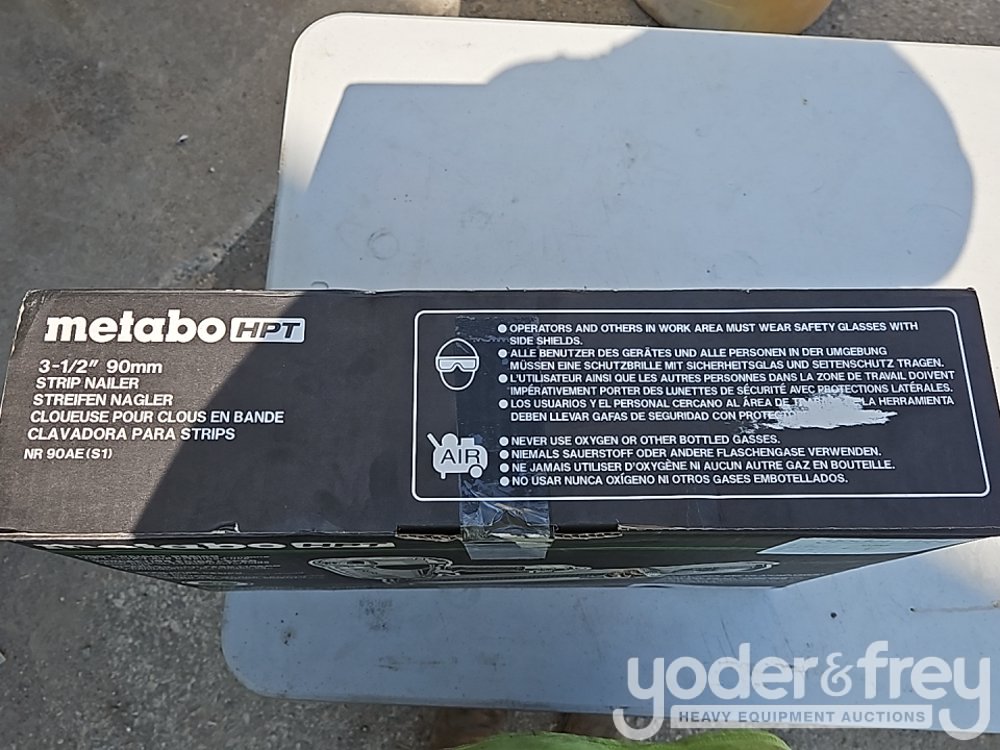 metabo HPT
3-1/2" 90mm
STRIP NAILER
STREIFEN NAGLER
CLOUEUSE POUR CLOUS EN BANDE
CLAVADORA PARA STRIPS
NR 90AE (S1)
● OPERATORS AND OTHERS IN WORK AREA MUST WEAR SAFETY GLASSES WITH
SIDE SHIELDS.
● ALLE BENUTZER DES GERÄTES UND ALLE PERSONEN IN DER UMGEBUNG
MÜSSEN EINE SCHUTZBRILLE MIT SICHERHEITSGLAS UND SEITENSCHUTZ TRAGEN.
● L'UTILISATEUR AINSI QUE LES AUTRES PERSONNES DANS LA ZONE DE TRAVAIL DOIVENT
IMPÉRATIVEMENT PORTER DES LUNETTES DE SÉCURITÉ AVEC PROTECTIONS LATÉRALES.
● LOS USUARIOS Y EL PERSONAL CERCANO AL ÁREA DE LA HERRAMIENTA
DEBEN LLEVAR GAFAS DE SEGURIDAD CON
AIR
● NEVER USE OXYGEN OR OTHER BOTTLED GASSES.
● NIEMALS SAUERSTOFF ODER ANDERE FLASCHENGASE VERWENDEN.
● NE JAMAIS UTILISER D'OXYGÈNE NI AUCUN AUTRE GAZ EN BOUTEILLE.
● NO USAR NUNCA OXÍGENO NI OTROS GASES EMBOTELLADOS.
metabo HPT
yoder&frey
HEAVY EQUIPMENT AUCTIONS